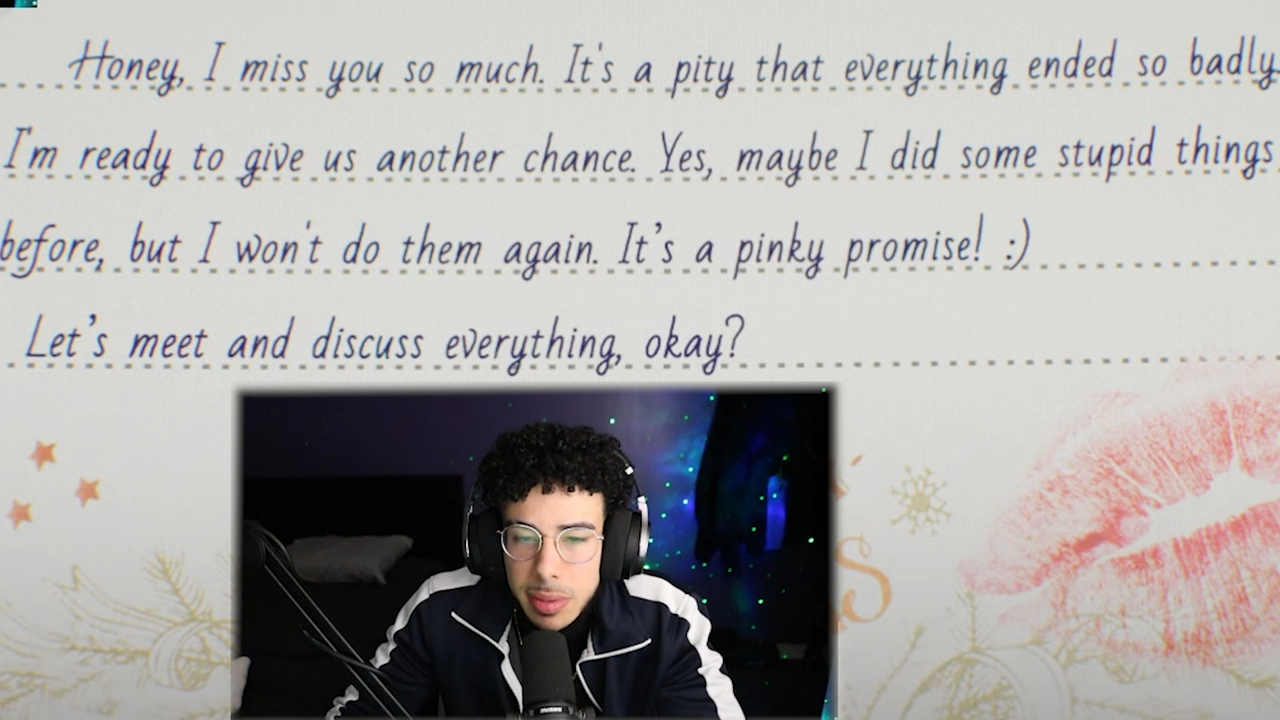 Honey, I miss you so much. It's a pity that everything ended so badly.
I'm ready to give us another chance. Yes, maybe I did some stupid things
before, but I won't do them again. It’s a pinky promise! :)
Let’s meet and discuss everything, okay?